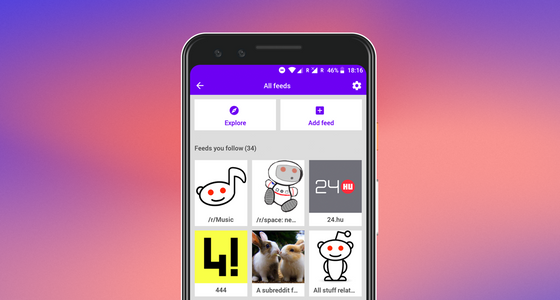 R R 46% 18:16
All feeds
Explore
Add feed
Feeds you follow (34)
24 HU
/r/Music
/r/space: ne...
24.hu
4!
444
A subreddit f...
All stuff relat...